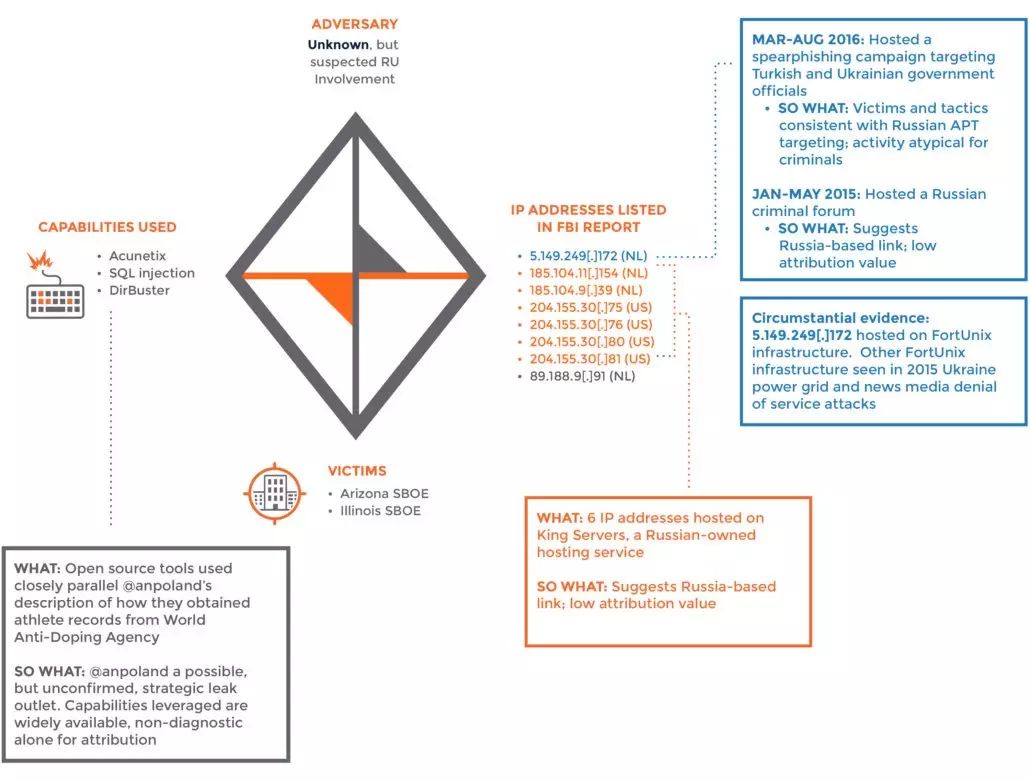 ADVERSARY
Unknown, but
suspected RU
Involvement
CAPABILITIES USED
• Acunetix
• SQL injection
• DirBuster
IP ADDRESSES LISTED
IN FBI REPORT
• 5.149.249[.]172 (NL)
• 185.104.11[.]154 (NL)
• 185.104.9[.]39 (NL)
• 204.155.30[.]75 (US)
• 204.155.30[.]76 (US)
• 204.155.30[.]80 (US)
• 204.155.30[.]81 (US)
• 89.188.9[.]91 (NL)
VICTIMS
• Arizona SBOE
• Illinois SBOE
MAR-AUG 2016: Hosted a
spearphishing campaign targeting
Turkish and Ukrainian government
officials
• SO WHAT: Victims and tactics
consistent with Russian APT
targeting; activity atypical for
criminals
JAN-MAY 2015: Hosted a Russian
criminal forum
• SO WHAT: Suggests
Russia-based link; low
attribution value
Circumstantial evidence:
5.149.249[.]172 hosted on FortUnix
infrastructure. Other FortUnix
infrastructure seen in 2015 Ukraine
power grid and news media denial
of service attacks
WHAT: 6 IP addresses hosted on
King Servers, a Russian-owned
hosting service
SO WHAT: Suggests Russia-based
link; low attribution value
WHAT: Open source tools used
closely parallel @anpoland's
description of how they obtained
athlete records from World
Anti-Doping Agency
SO WHAT: @anpoland a possible,
but unconfirmed, strategic leak
outlet. Capabilities leveraged are
widely available, non-diagnostic
alone for attribution